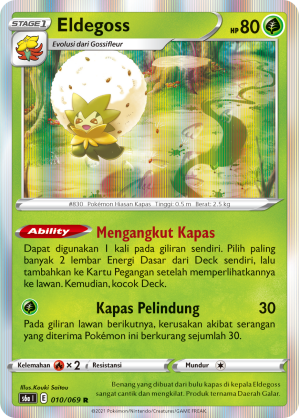 STAGE 1
Eldegoss
HP 80
Evolusi dari Gossifleur
#830 Pokémon Hiasan Kapas Tinggi: 0.5 m Berat: 2.5 kg
Ability Mengangkut Kapas
Dapat digunakan 1 kali pada giliran sendiri. Pilih paling
banyak 2 lembar Energi Dasar dari Deck sendiri, lalu
tambahkan ke Kartu Pegangan setelah memperlihatkannya
ke lawan. Kemudian, kocok Deck.
Kapas Pelindung 30
Pada giliran lawan berikutnya, kerusakan akibat serangan
yang diterima Pokémon ini berkurang sejumlah 30.
Kelemahan × 2 Resistansi Mundur
Illus. Kouki Saitou
E 010/069 R
Benang yang dibuat dari bulu kapas di kepala Eldegoss
sangat cantik dan mengilap. Produk ternama Daerah Galar.
©2021 Pokémon/Nintendo/Creatures/GAME FREAK.